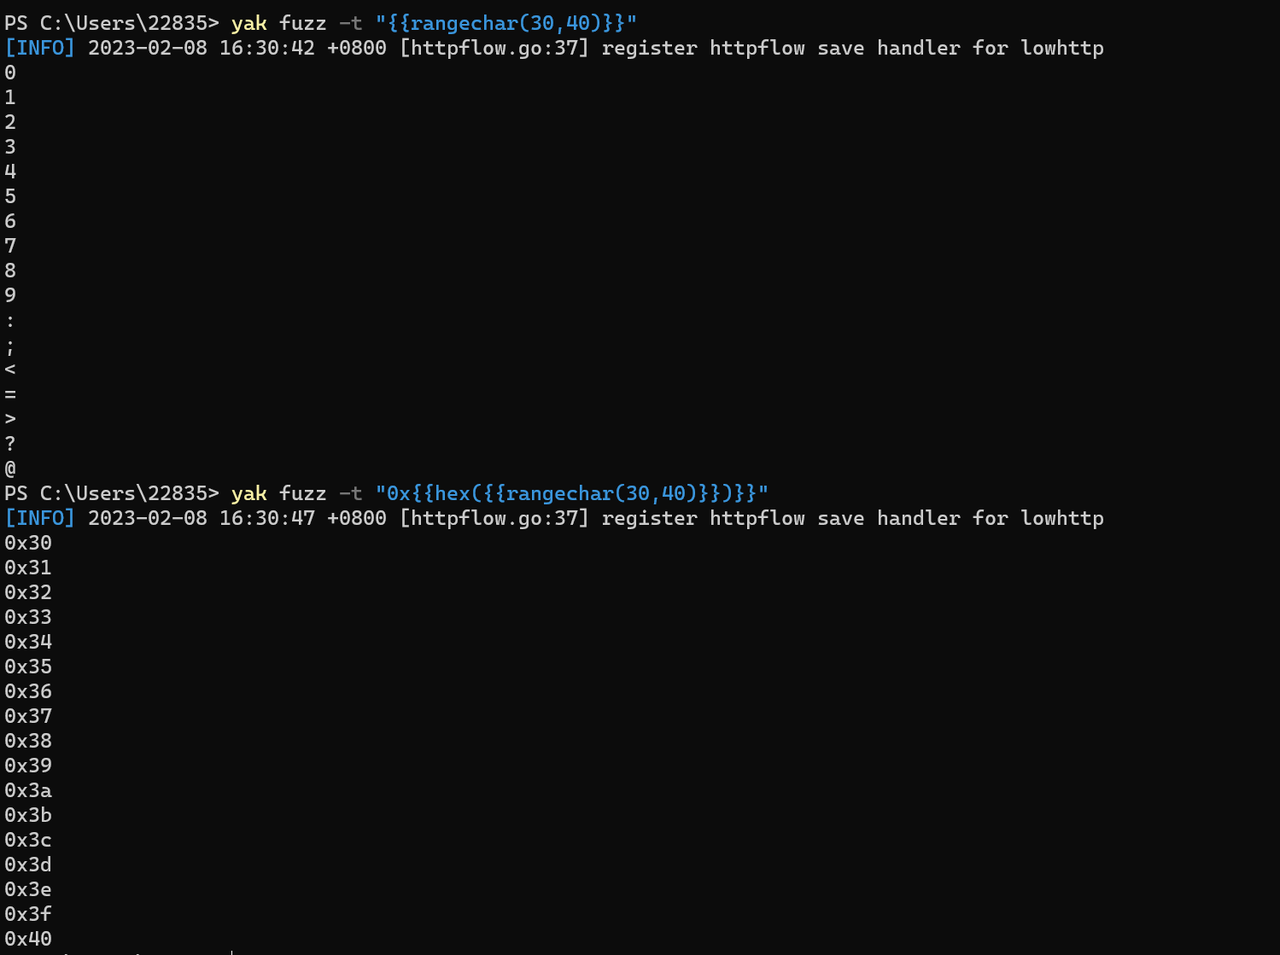 PS C:\Users\22835> yak fuzz -t "{{rangechar(30,40)}}"
[INFO] 2023-02-08 16:30:42 +0800 [httpflow.go:37] register httpflow save handler for lowhttp
0
1
2
3
4
5
6
7
8
9
:
;
<
=
>
?
@
PS C:\Users\22835> yak fuzz -t "0x{{hex({{rangechar(30,40)}})}}"
[INFO] 2023-02-08 16:30:47 +0800 [httpflow.go:37] register httpflow save handler for lowhttp
0x30
0x31
0x32
0x33
0x34
0x35
0x36
0x37
0x38
0x39
0x3a
0x3b
0x3c
0x3d
0x3e
0x3f
0x40